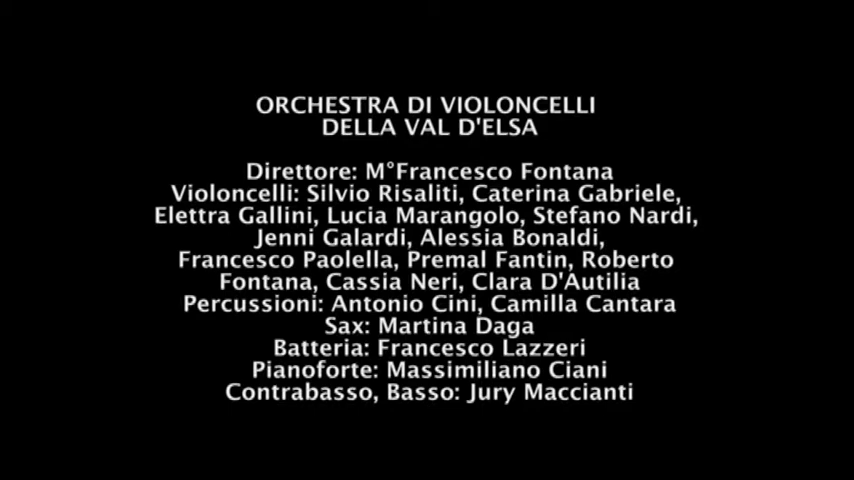 ORCHESTRA DI VIOLONCELLI
DELLA VAL D'ELSA
Direttore: M°Francesco Fontana
Violoncelli: Silvio Risaliti, Caterina Gabriele,
Elettra Gallini, Lucia Marangolo, Stefano Nardi,
Jenni Galardi, Alessia Bonaldi,
Francesco Paolella, Premal Fantin, Roberto
Fontana, Cassia Neri, Clara D'Autilia
Percussioni: Antonio Cini, Camilla Cantara
Sax: Martina Daga
Batteria: Francesco Lazzeri
Pianoforte: Massimiliano Ciani
Contrabasso, Basso: Jury Maccianti